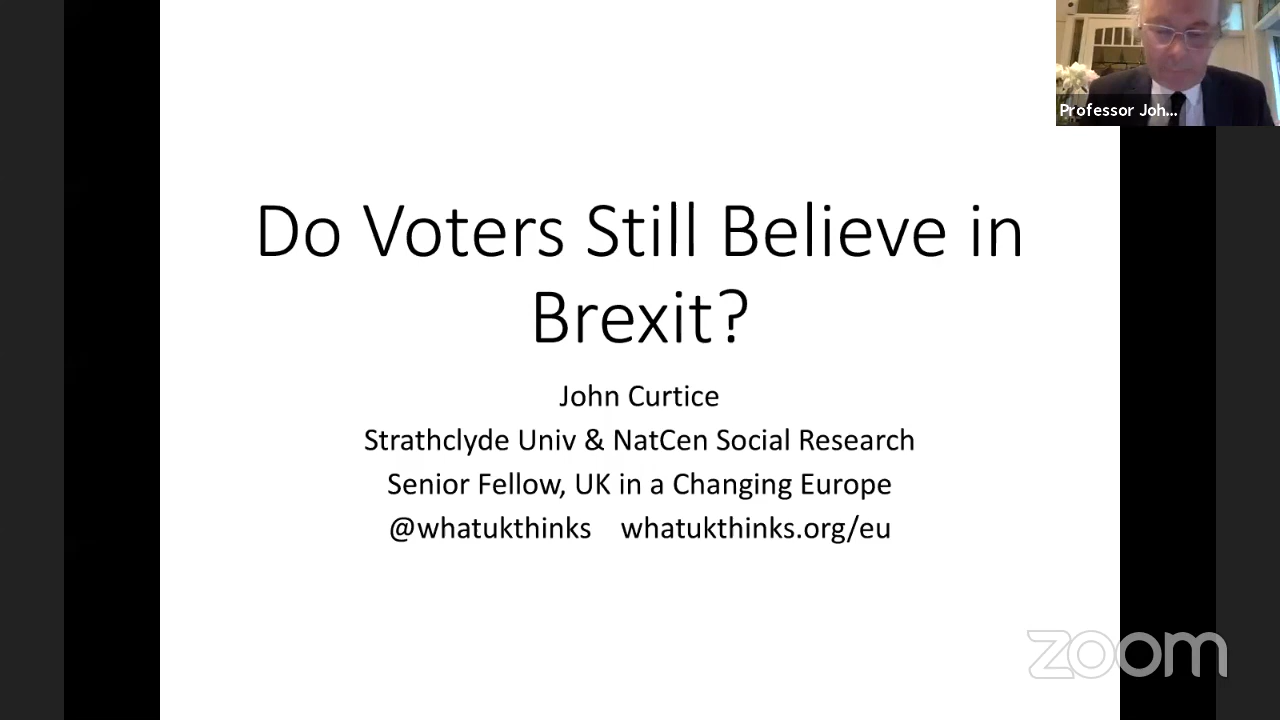 Professor Joh...
Do Voters Still Believe in
Brexit?
John Curtice
Strathclyde Univ & NatCen Social Research
Senior Fellow, UK in a Changing Europe
@whatukthinks whatukthinks.org/eu
zoom